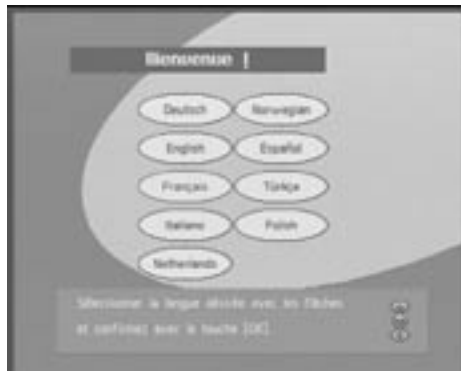 Bienvenue !
Deutsch Norwegian
English Español
Français Türkçe
Italiano Polish
Netherlands
Sélectionner la langue désirée avec les flèches
et confirmez avec la touche [OK].